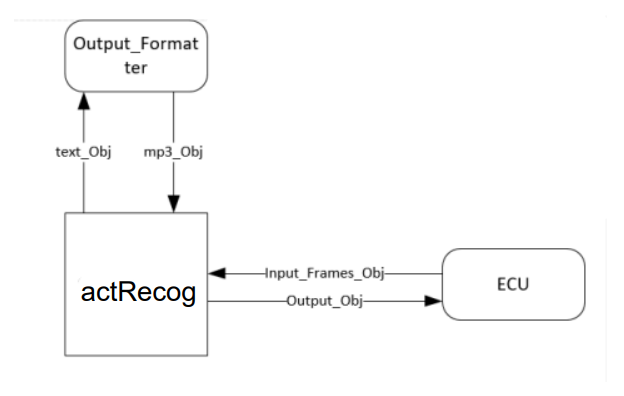 Output_Format
ter
text_Obj
mp3_Obj
actRecog
Input_Frames_Obj
Output_Obj
ECU